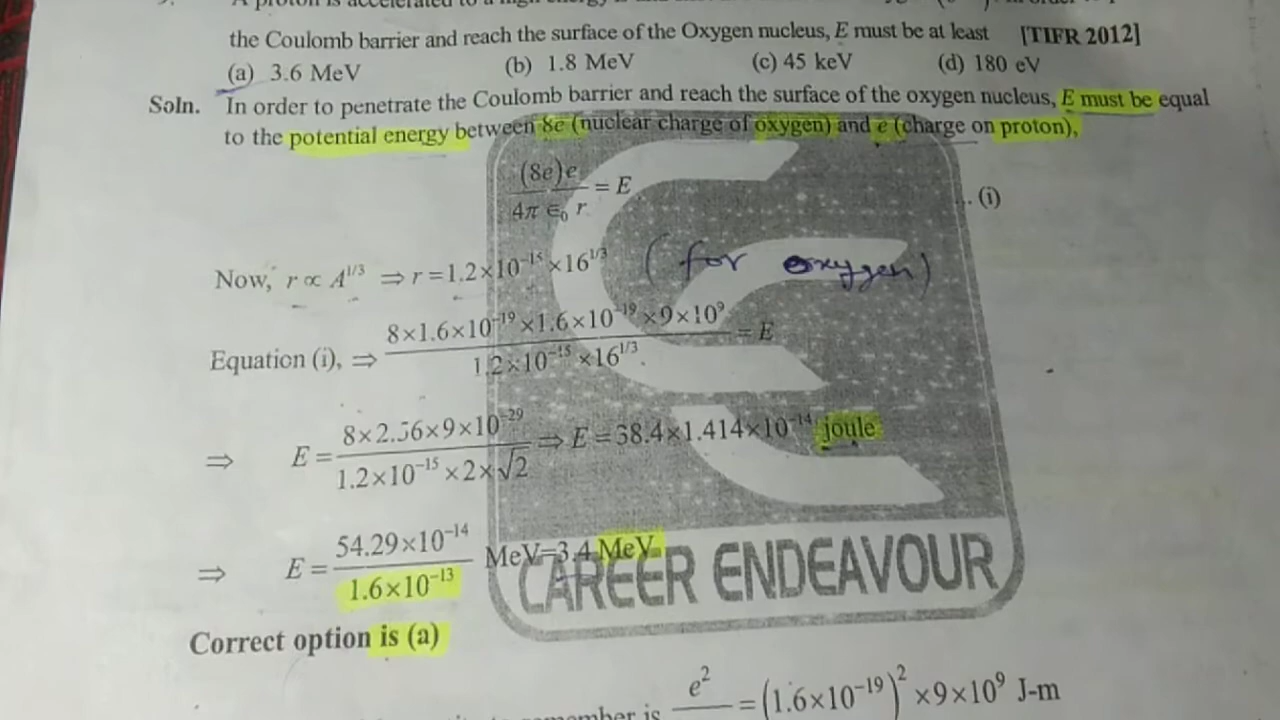 the Coulomb barrier and reach the surface of the Oxygen nucleus, E must be at least [TIFR 2012]
(a) 3.6 MeV (b) 1.8 MeV (c) 45 keV (d) 180 eV
Soln. In order to penetrate the Coulomb barrier and reach the surface of the oxygen nucleus, E must be equal
to the potential energy between 8e (nuclear charge of oxygen) and e (charge on proton),
(8e)e / 4π ∈₀ r = E ... (i)
Now, r ∝ A^1/3 ⇒ r = 1.2×10^-15 ×16^1/3 (for oxygen)
Equation (i), ⇒ 8×1.6×10^-19 ×1.6×10^-19 ×9×10^9 / 1.2×10^-15 ×16^1/3 . = E
⇒ E = 8×2.56×9×10^-29 / 1.2×10^-15 ×2×√2 ⇒ E = 38.4×1.414×10^-14 joule
⇒ E = 54.29×10^-14 / 1.6×10^-13 MeV=3.4 MeV.
CAREER ENDEAVOUR
Correct option is (a)
remember is e² = (1.6×10^-19)² ×9×10^9 J-m